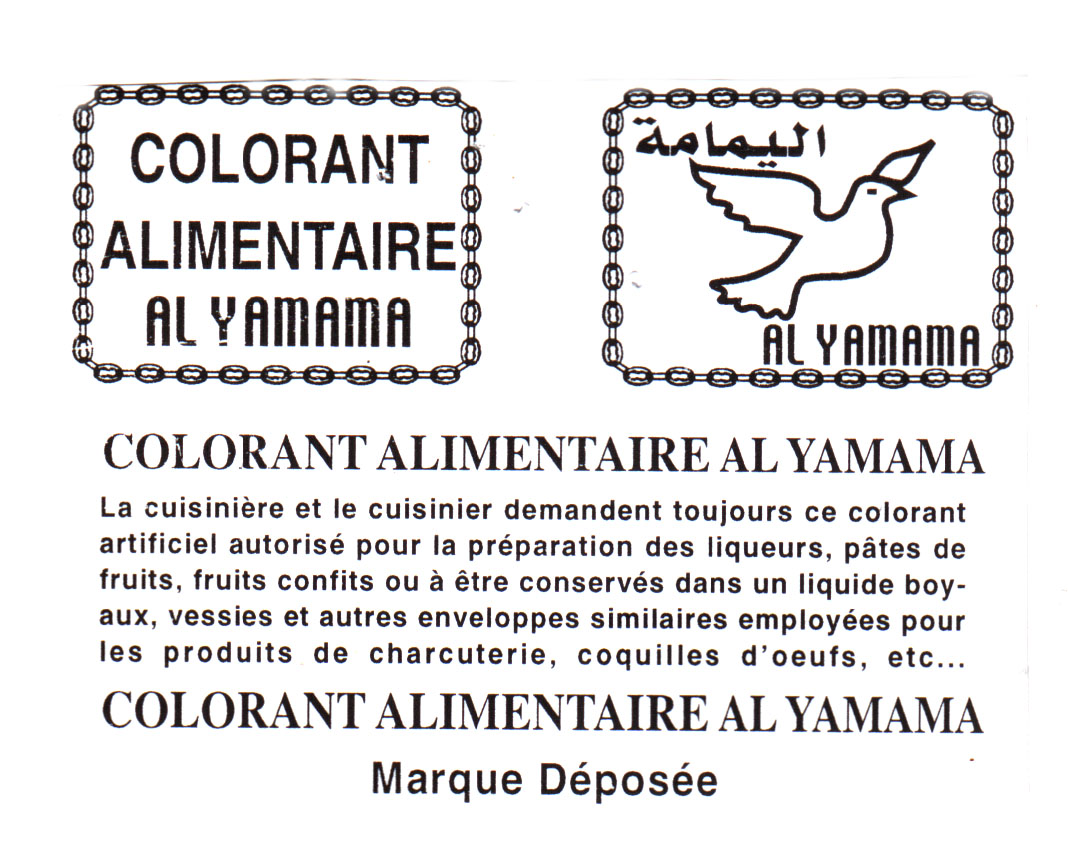 COLORANT
ALIMENTAIRE
AL YAMAMA
اليمامة
AL YAMAMA
COLORANT ALIMENTAIRE AL YAMAMA
La cuisinière et le cuisinier demandent toujours ce colorant
artificiel autorisé pour la préparation des liqueurs, pâtes de
fruits, fruits confits ou à être conservés dans un liquide boy-
aux, vessies et autres enveloppes similaires employées pour
les produits de charcuterie, coquilles d'oeufs, etc...
COLORANT ALIMENTAIRE AL YAMAMA
Marque Déposée